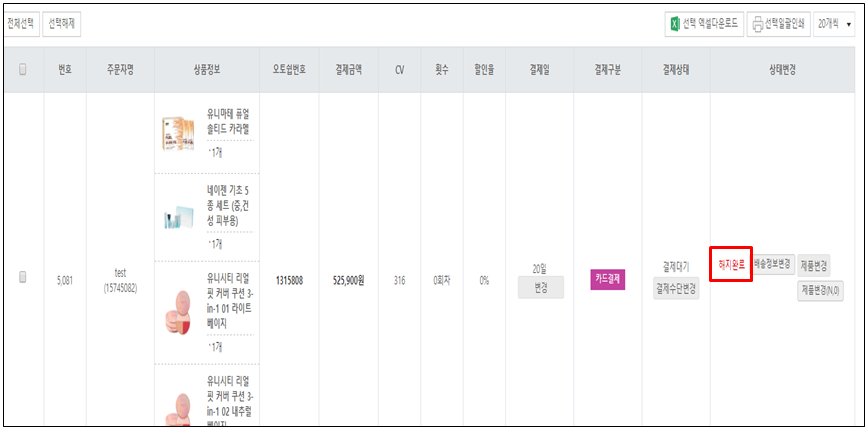 전체선택 선택해제 선택 엑셀다운로드 선택일괄인쇄 20개씩
번호 주문자명 상품정보 오토쉽번호 결제금액 CV 횟수 할인율 결제일 결제구분 결제상태 상태변경
유니마테 퓨얼
솔티드 카라멜
1개
네이젠 기초 5
종 세트 (중,건
성 피부용)
1개
유니시티 리얼
핏 커버 쿠션 3-
in-1 01 라이트
베이지
1개
유니시티 리얼
핏 커버 쿠션 3-
in-1 02 내추럴
베이지
5,081
test
(15745082)
1315808
525,900원
316
0회차
0%
20일
변경
카드결제
결제대기
결제수단변경
해지완료 배송정보변경 제품변경
제품변경(N,0)